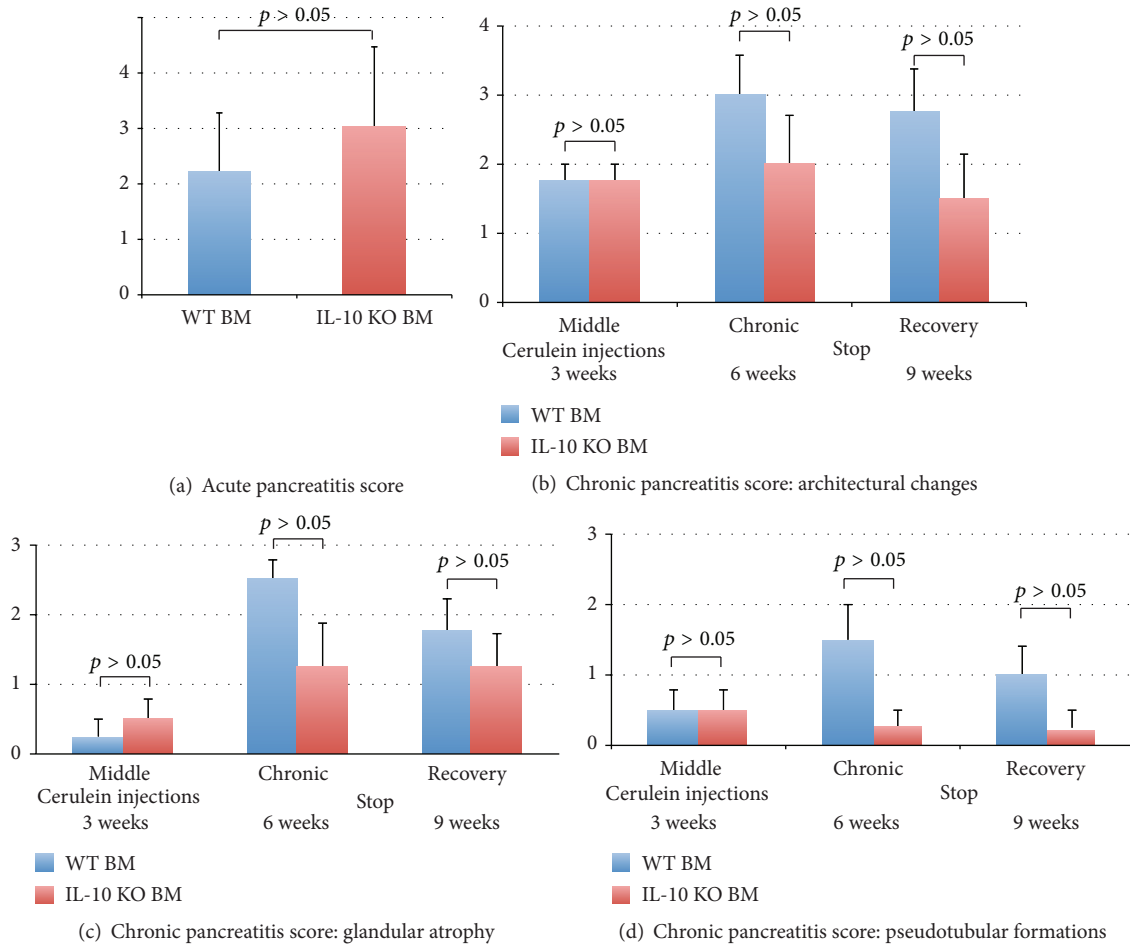 p > 0.05
4
3
2
1
0
WT BM IL-10 KO BM
(a) Acute pancreatitis score
4
3
2
1
0
p > 0.05
p > 0.05
p > 0.05
Middle Chronic Recovery
Cerulein injections Stop
3 weeks 6 weeks 9 weeks
WT BM
IL-10 KO BM
(b) Chronic pancreatitis score: architectural changes
3
2
1
0
p > 0.05
p > 0.05
p > 0.05
Middle Chronic Recovery
Cerulein injections Stop
3 weeks 6 weeks 9 weeks
WT BM
IL-10 KO BM
(c) Chronic pancreatitis score: glandular atrophy
3
2
1
0
p > 0.05
p > 0.05
p > 0.05
Middle Chronic Recovery
Cerulein injections Stop
3 weeks 6 weeks 9 weeks
WT BM
IL-10 KO BM
(d) Chronic pancreatitis score: pseudotubular formations